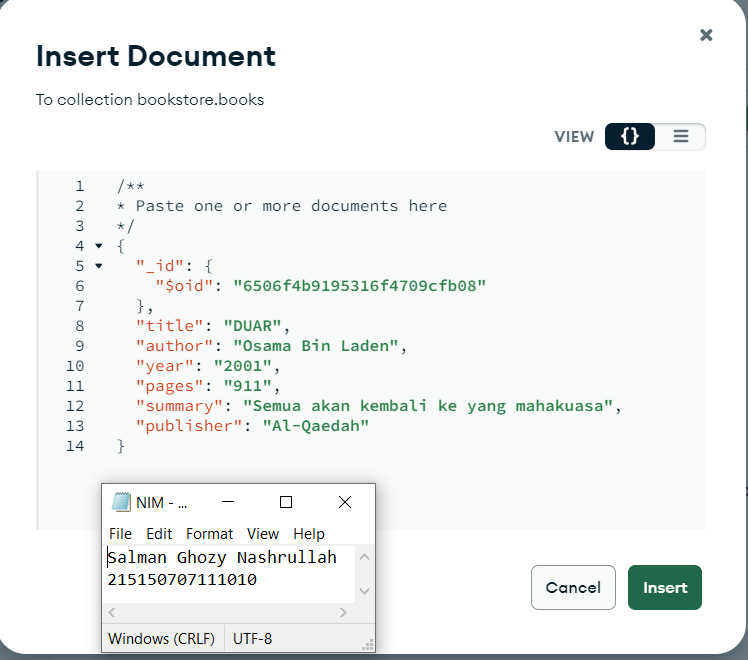 Insert Document
To collection bookstore.books
VIEW {}
1 /**
2 * Paste one or more documents here
3 */
4 {
5 "_id": {
6 "$oid": "6506f4b9195316f4709cfb08"
7 },
8 "title": "DUAR",
9 "author": "Osama Bin Laden",
10 "year": "2001",
11 "pages": "911",
12 "summary": "Semua akan kembali ke yang mahakuasa",
13 "publisher": "Al-Qaedah"
14 }
NIM - ...
File Edit Format View Help
Salman Ghozy Nashrullah
215150707111010
Windows (CRLF) UTF-8
Cancel Insert